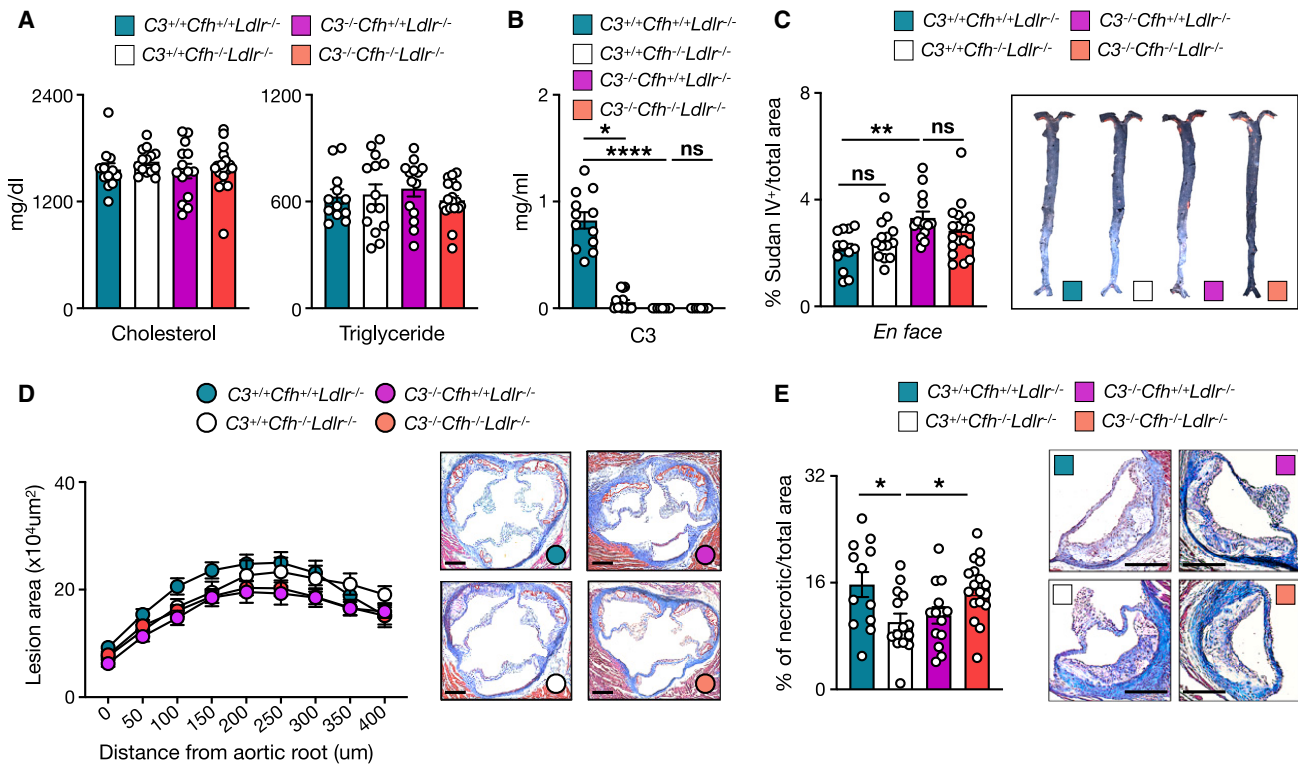 A
C3+/+Cfh+/+Ldlr-/-
C3-/-Cfh+/+Ldlr-/-
C3+/+Cfh-/-Ldlr-/-
C3-/-Cfh-/-Ldlr-/-
mg/dl
2400
1200
0
Cholesterol
1200
600
0
Triglyceride
B
C3+/+Cfh+/+Ldlr-/-
C3+/+Cfh-/-Ldlr-/-
C3-/-Cfh+/+Ldlr-/-
C3-/-Cfh-/-Ldlr-/-
mg/ml
2
1
0
*
**** ns
C3
C
C3+/+Cfh+/+Ldlr-/-
C3-/-Cfh+/+Ldlr-/-
C3+/+Cfh-/-Ldlr-/-
C3-/-Cfh-/-Ldlr-/-
% Sudan IV+/total area
8
4
0
** ns
ns
En face
D
C3+/+Cfh+/+Ldlr-/-
C3-/-Cfh+/+Ldlr-/-
C3+/+Cfh-/-Ldlr-/-
C3-/-Cfh-/-Ldlr-/-
Lesion area (x10⁴um²)
40
20
0
0 50 100 150 200 250 300 350 400
Distance from aortic root (um)
E
C3+/+Cfh+/+Ldlr-/-
C3-/-Cfh+/+Ldlr-/-
C3+/+Cfh-/-Ldlr-/-
C3-/-Cfh-/-Ldlr-/-
% of necrotic/total area
32
16
0
* *